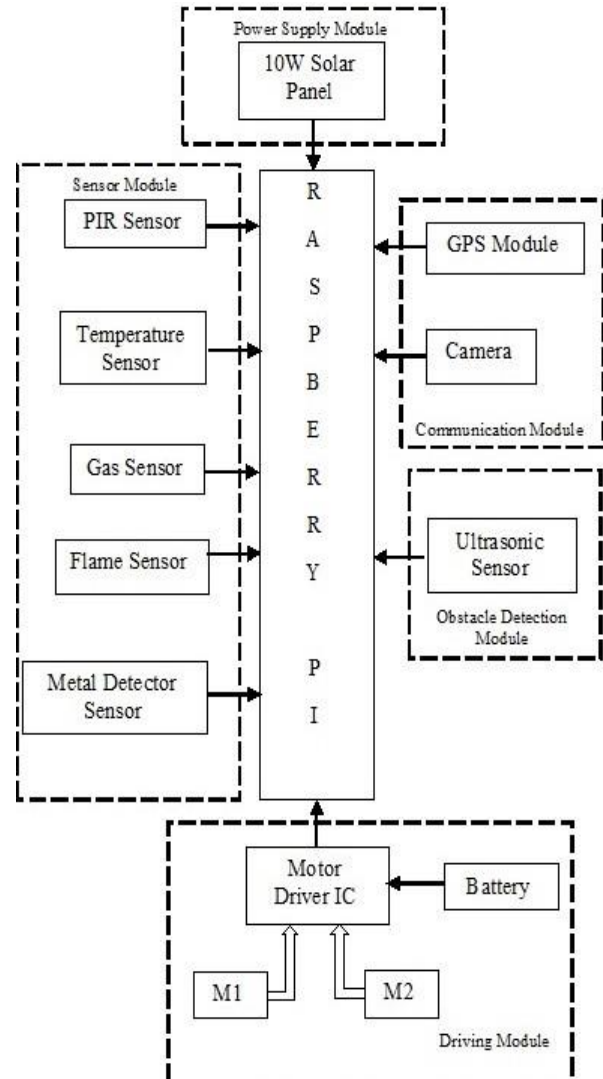 Power Supply Module
10W Solar
Panel
Sensor Module
PIR Sensor
Temperature
Sensor
Gas Sensor
Flame Sensor
Metal Detector
Sensor
R
A
S
P
B
E
R
R
Y
P
I
GPS Module
Camera
Communication Module
Ultrasonic
Sensor
Obstacle Detection
Module
Motor
Driver IC
Battery
M1
M2
Driving Module